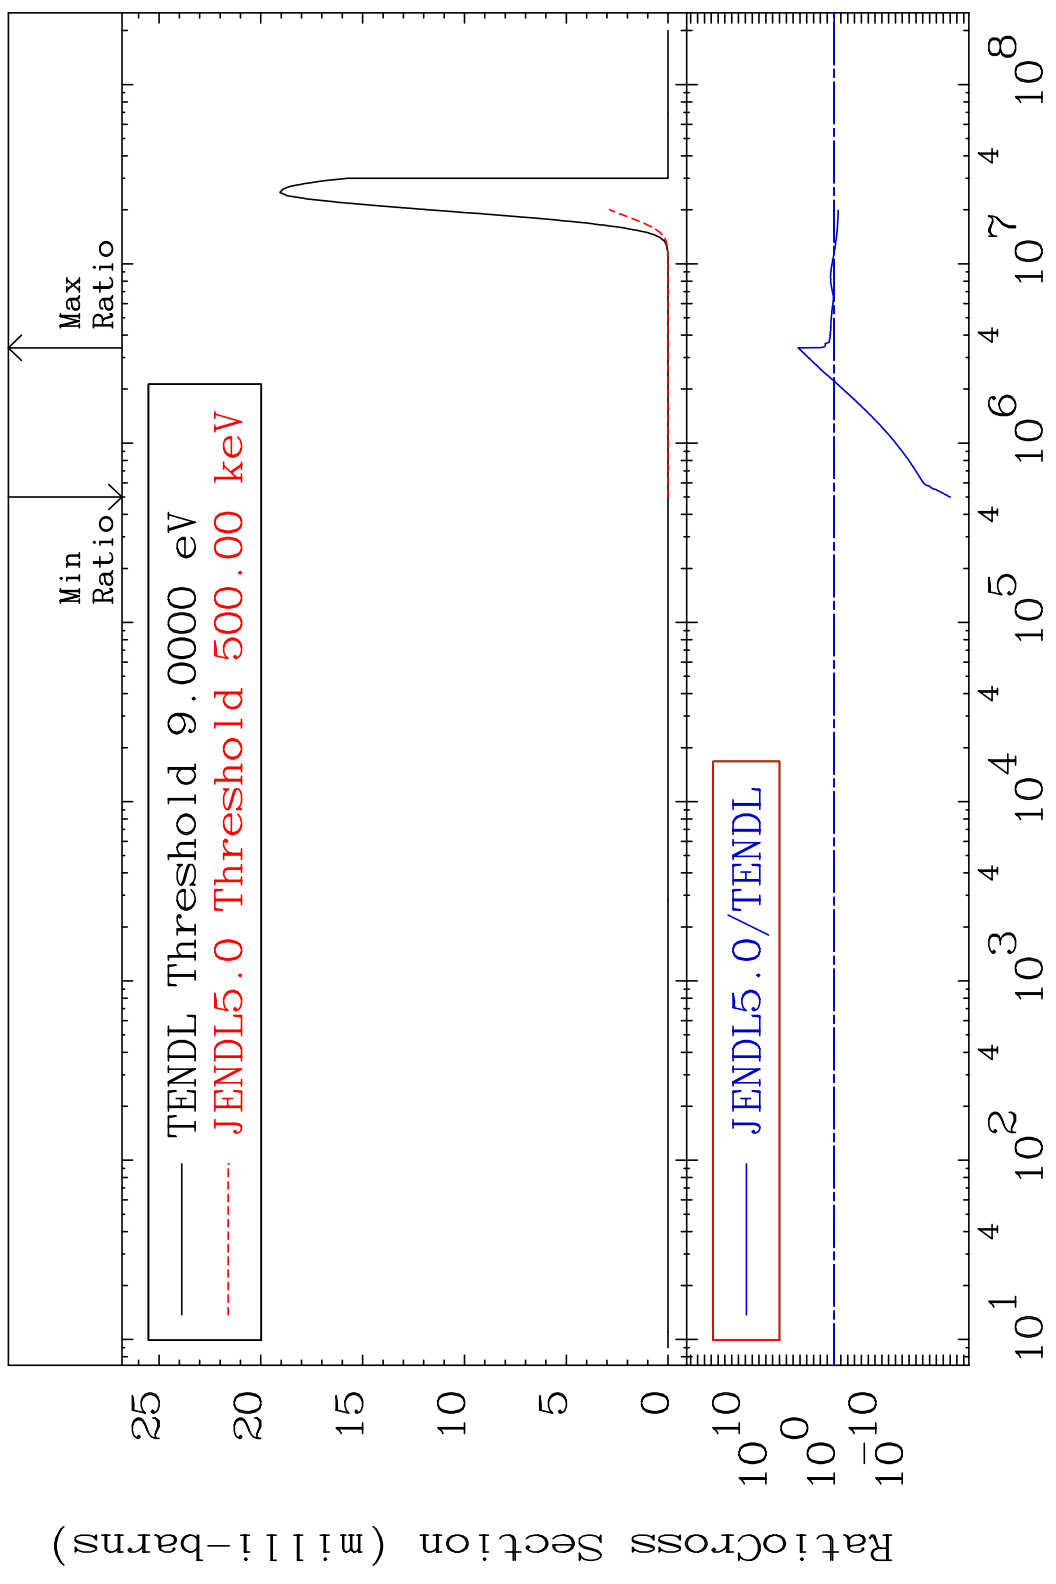 Min
Ratio
Max
Ratio
TENDL Threshold 9.0000 eV
JENDL5.0 Threshold 500.00 keV
25
20
15
10
5
0
JENDL5.0/TENDL
10^10
10^0
10^-10
10^1 4 10^2 4 10^3 4 10^4 4 10^5 4 10^6 4 10^7 4 10^8
RatioCross Section (milli-barns)